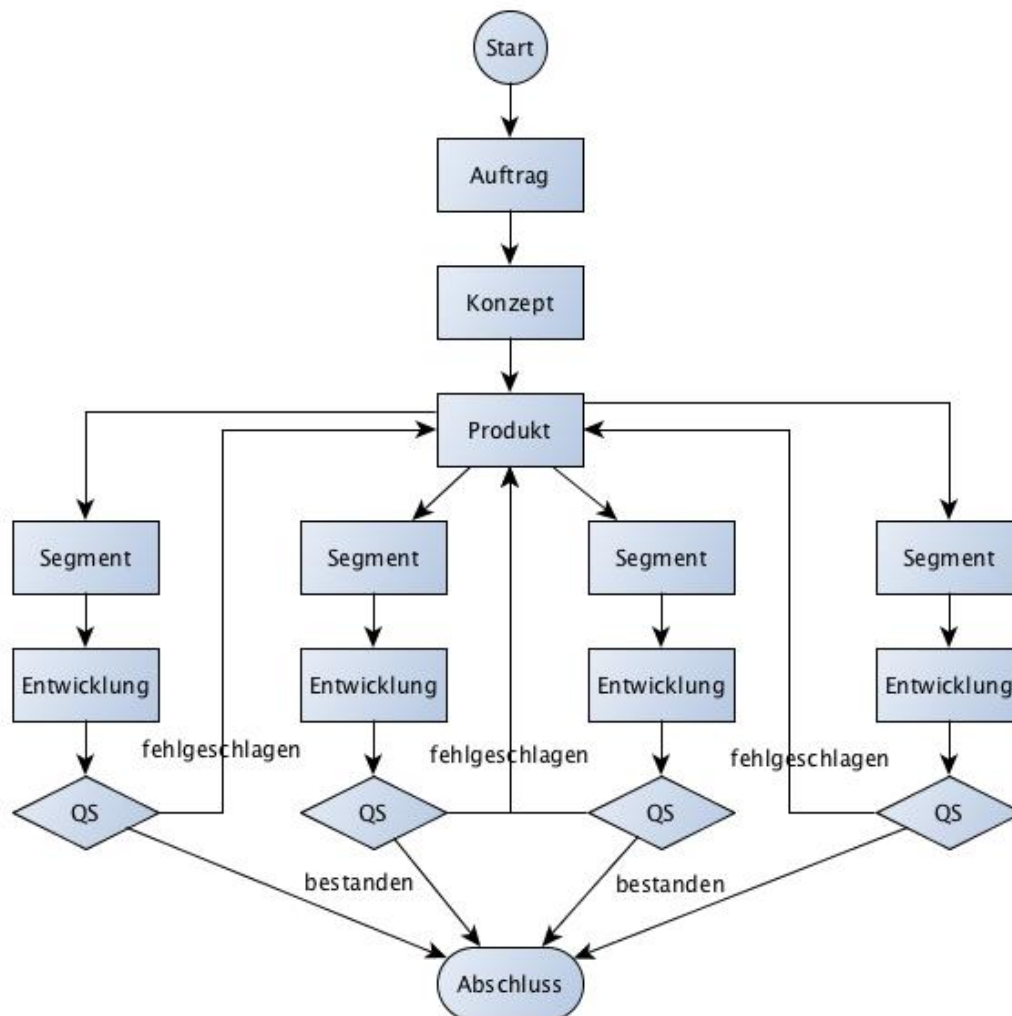 Start
Auftrag
Konzept
Produkt
Segment
Segment
Segment
Segment
Entwicklung
Entwicklung
Entwicklung
Entwicklung
fehlgeschlagen
fehlgeschlagen
fehlgeschlagen
QS
QS
QS
QS
bestanden
bestanden
Abschluss